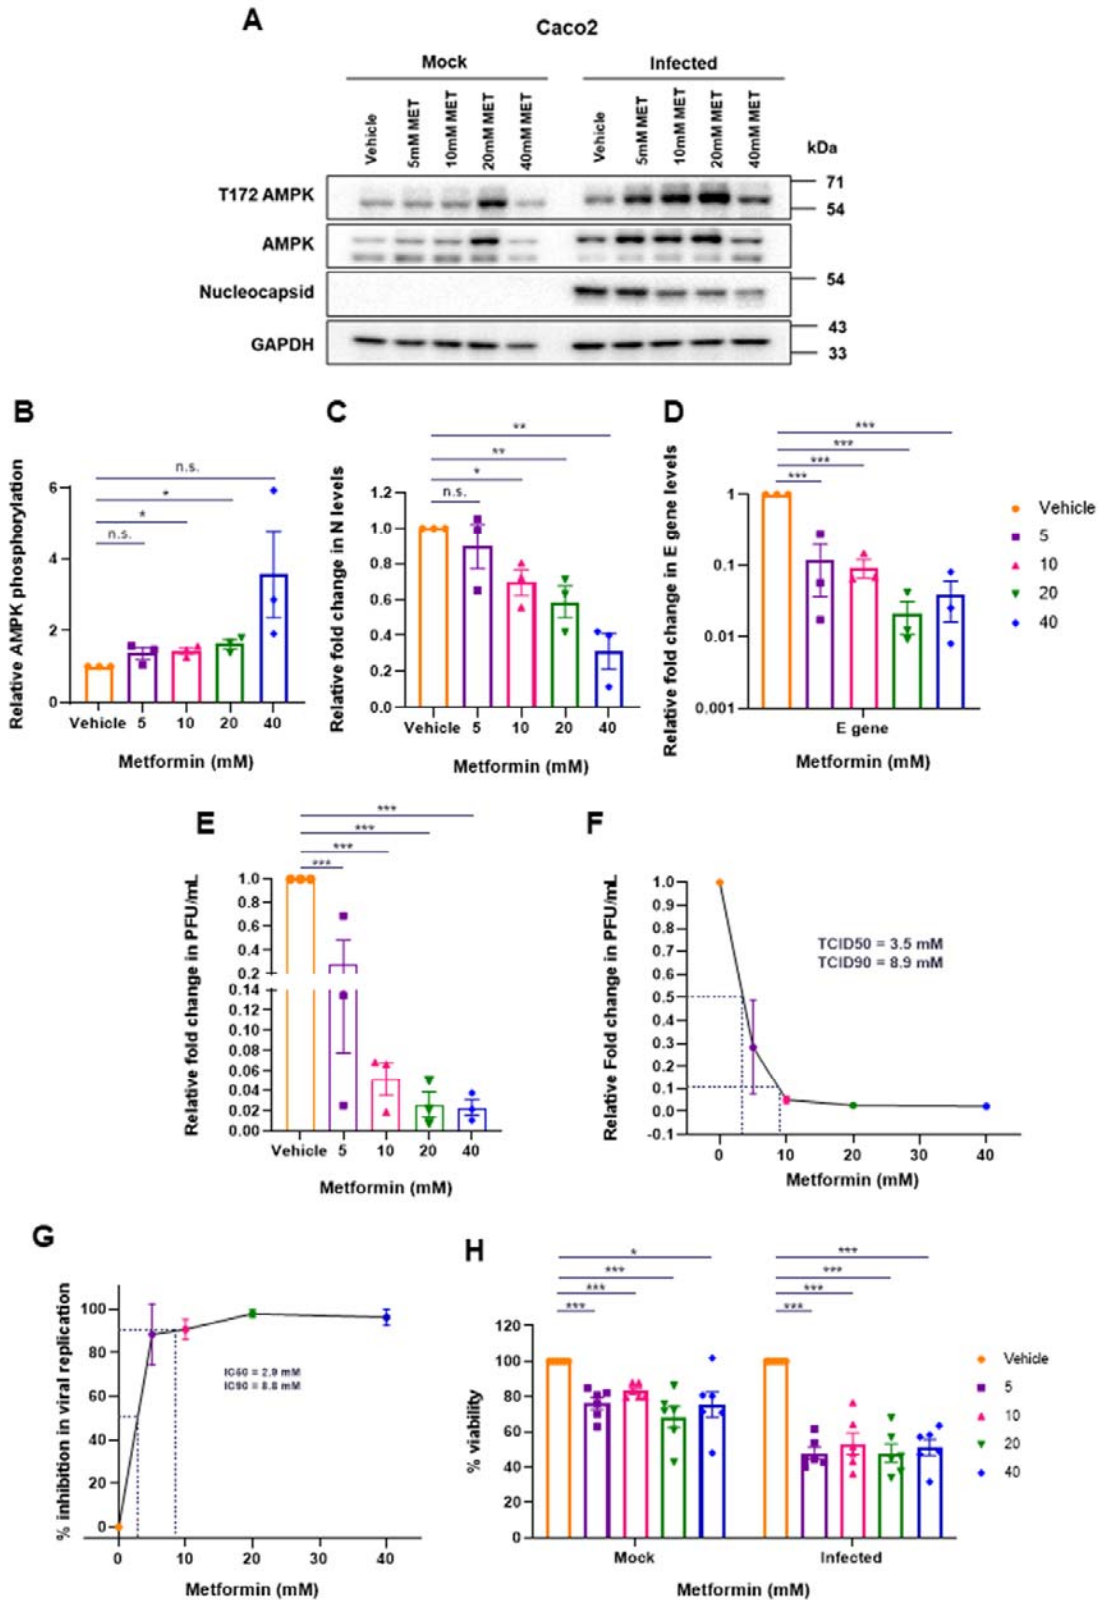 A
Caco2
Mock
Infected
Vehicle
5mM MET
10mM MET
20mM MET
40mM MET
Vehicle
5mM MET
10mM MET
20mM MET
40mM MET
kDa
T172 AMPK
71
54
AMPK
Nucleocapsid
54
GAPDH
43
33
B
Relative AMPK phosphorylation
n.s.
*
*
n.s.
6
4
2
0
Vehicle 5 10 20 40
Metformin (mM)
C
Relative fold change in N levels
**
**
*
n.s.
1.2
1.0
0.8
0.6
0.4
0.2
0.0
Vehicle 5 10 20 40
Metformin (mM)
D
Relative fold change in E gene levels
***
***
***
***
1
0.1
0.01
0.001
E gene
Metformin (mM)
Vehicle
5
10
20
40
E
Relative fold change in PFU/mL
***
***
***
***
1.0
0.8
0.6
0.4
0.2
0.14
0.12
0.10
0.08
0.06
0.04
0.02
0.00
Vehicle 5 10 20 40
Metformin (mM)
F
Relative Fold change in PFU/mL
1.0
0.9
0.8
0.7
0.6
0.5
0.4
0.3
0.2
0.1
0.0
-0.1
TCID50 = 3.5 mM
TCID90 = 8.9 mM
0 10 20 30 40
Metformin (mM)
G
% inhibition in viral replication
100
80
60
40
20
0
IC50 = 2.9 mM
IC90 = 8.8 mM
0 10 20 30 40
Metformin (mM)
H
% viability
*
***
***
***
***
***
***
***
120
100
80
60
40
20
0
Mock
Infected
Metformin (mM)
Vehicle
5
10
20
40